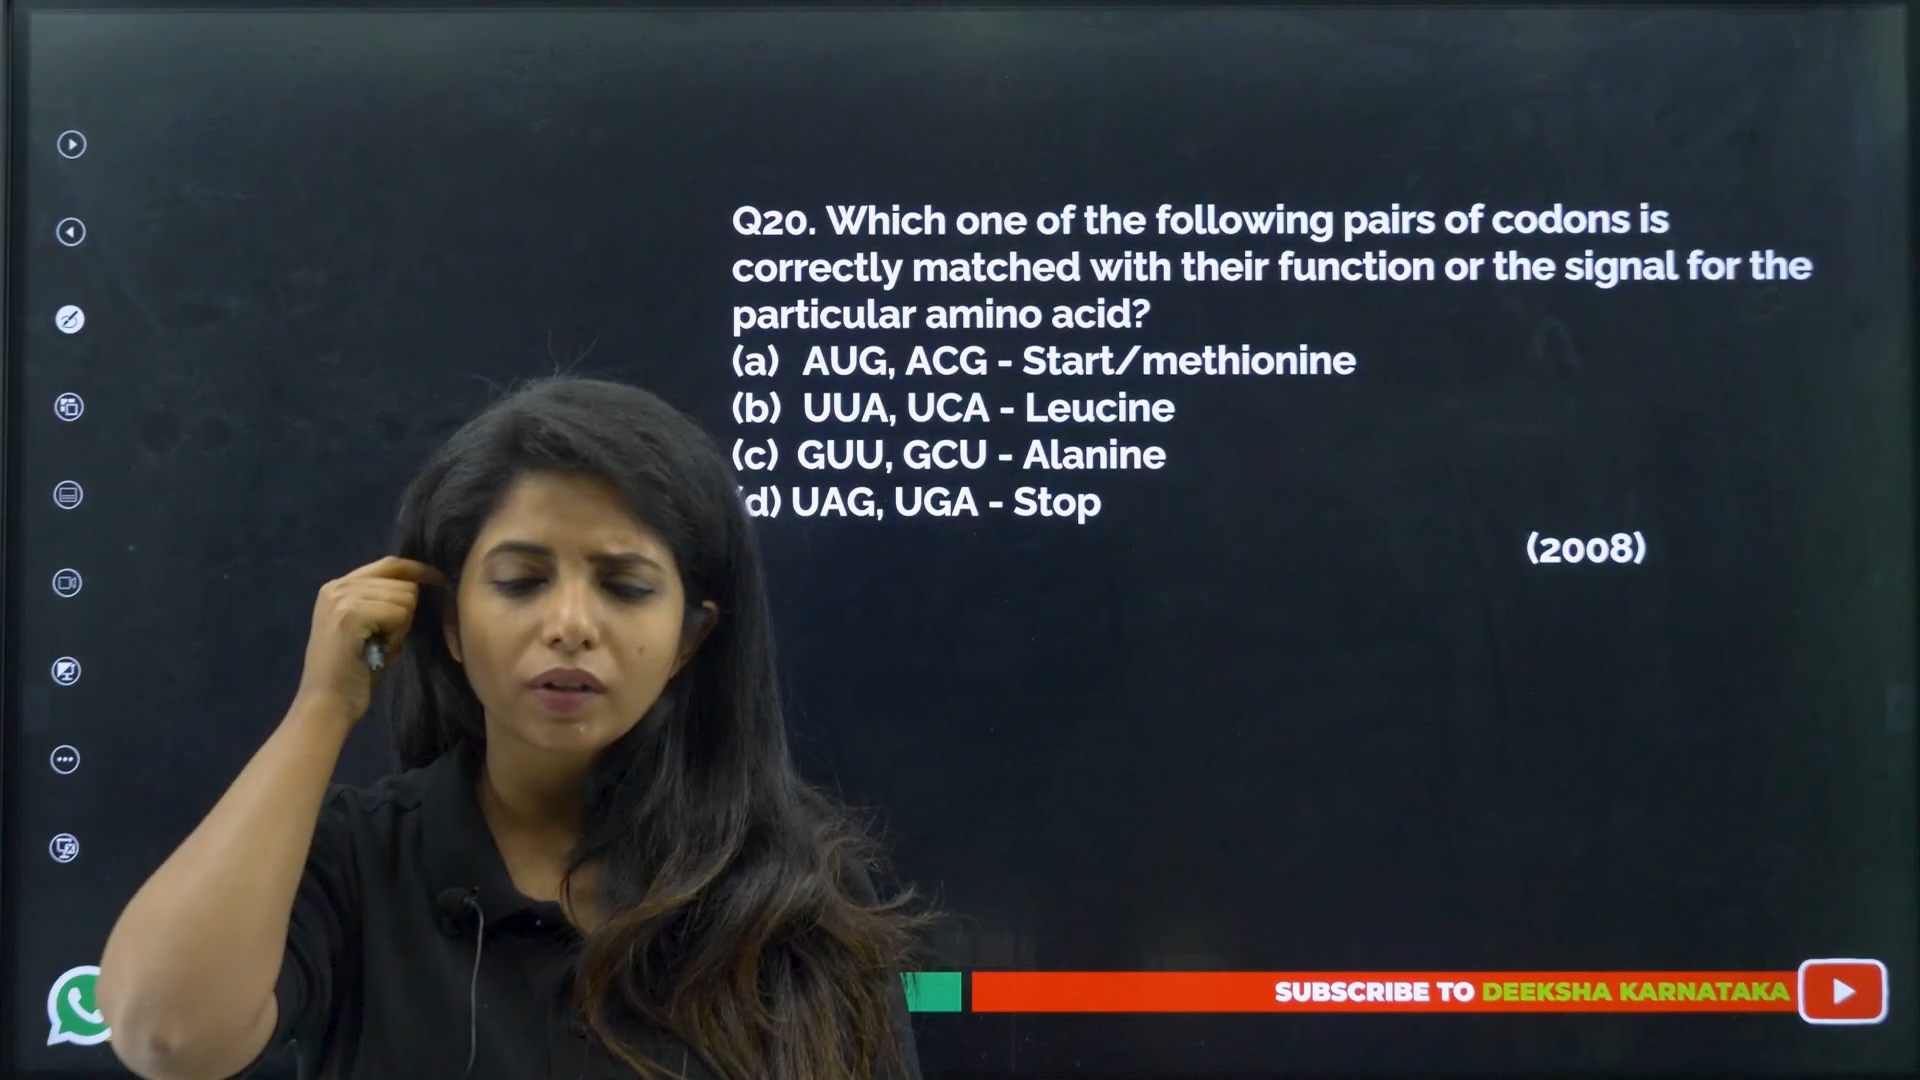 Q20. Which one of the following pairs of codons is
correctly matched with their function or the signal for the
particular amino acid?
(a) AUG, ACG - Start/methionine
(b) UUA, UCA - Leucine
(c) GUU, GCU - Alanine
(d) UAG, UGA - Stop
(2008)
SUBSCRIBE TO DEEKSHA KARNATAKA